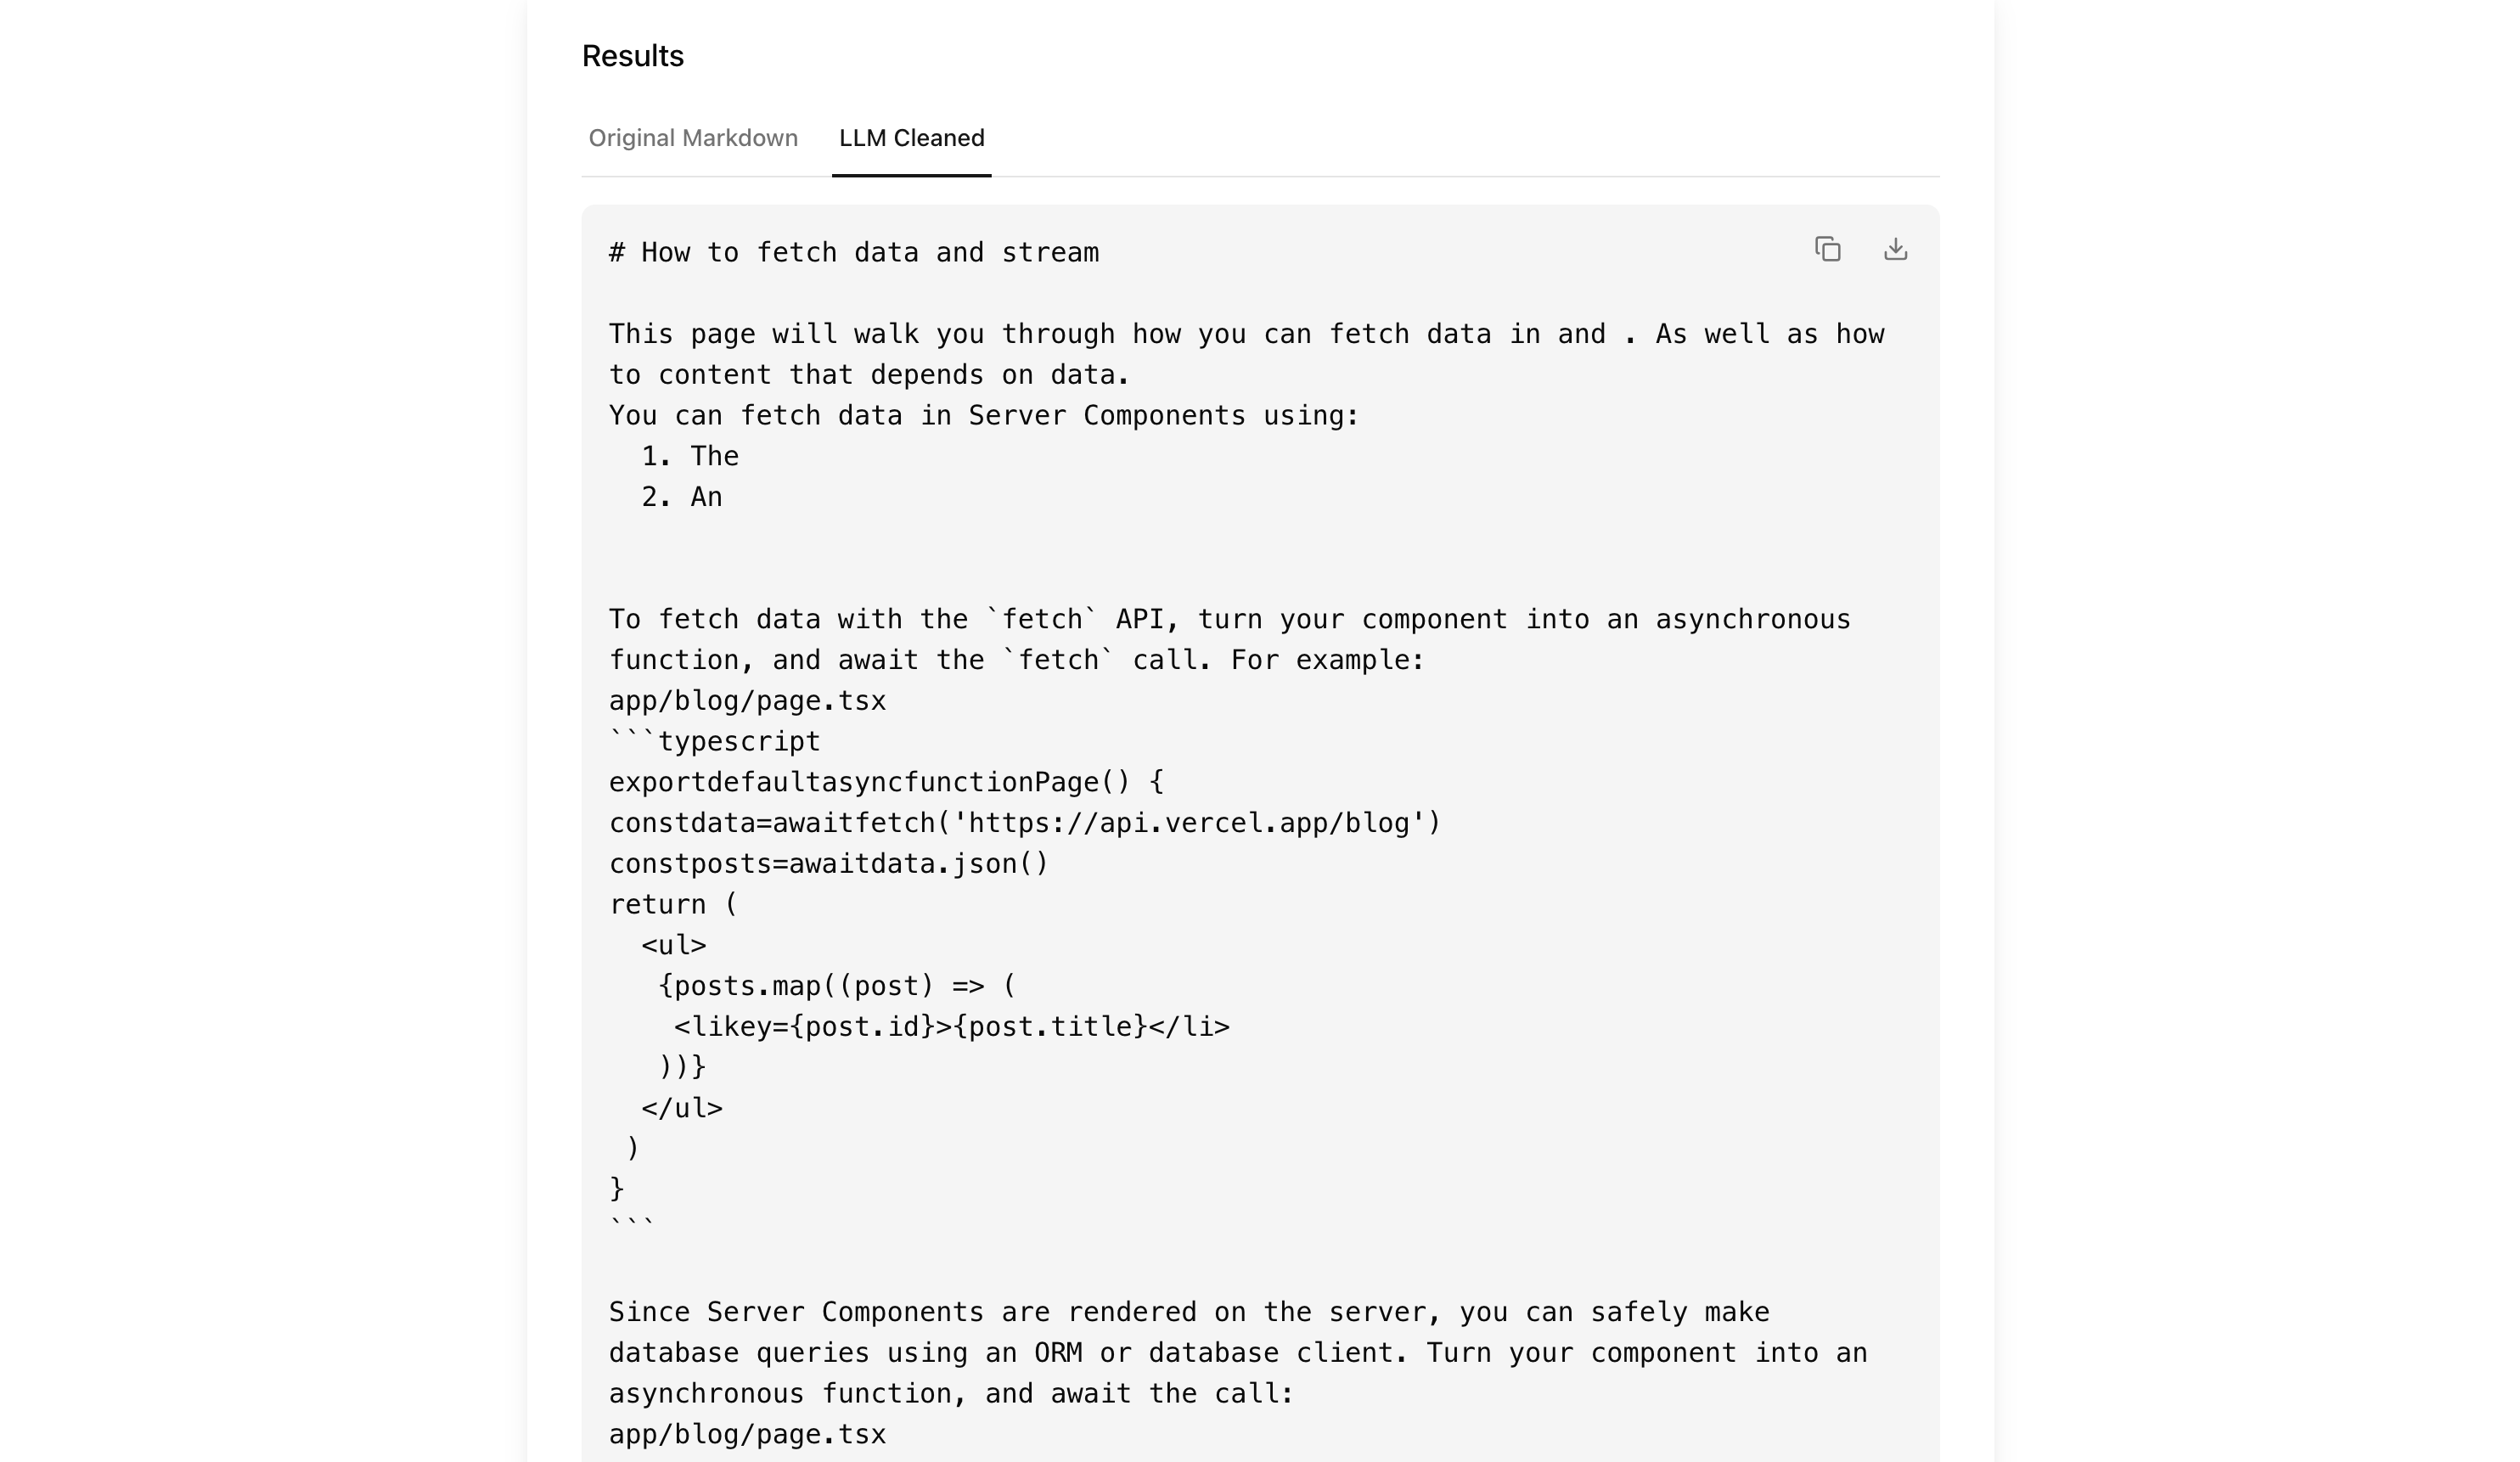 Results
Original Markdown
LLM Cleaned
# How to fetch data and stream
This page will walk you through how you can fetch data in and . As well as how
to content that depends on data.
You can fetch data in Server Components using:
  1. The
  2. An
To fetch data with the `fetch` API, turn your component into an asynchronous
function, and await the `fetch` call. For example:
app/blog/page.tsx
```typescript
exportdefaultasyncfunctionPage() {
constdata=awaitfetch('https://api.vercel.app/blog')
constposts=awaitdata.json()
return (
  <ul>
   {posts.map((post) => (
    <likey={post.id}>{post.title}</li>
   ))}
  </ul>
 )
}
```
Since Server Components are rendered on the server, you can safely make
database queries using an ORM or database client. Turn your component into an
asynchronous function, and await the call:
app/blog/page.tsx